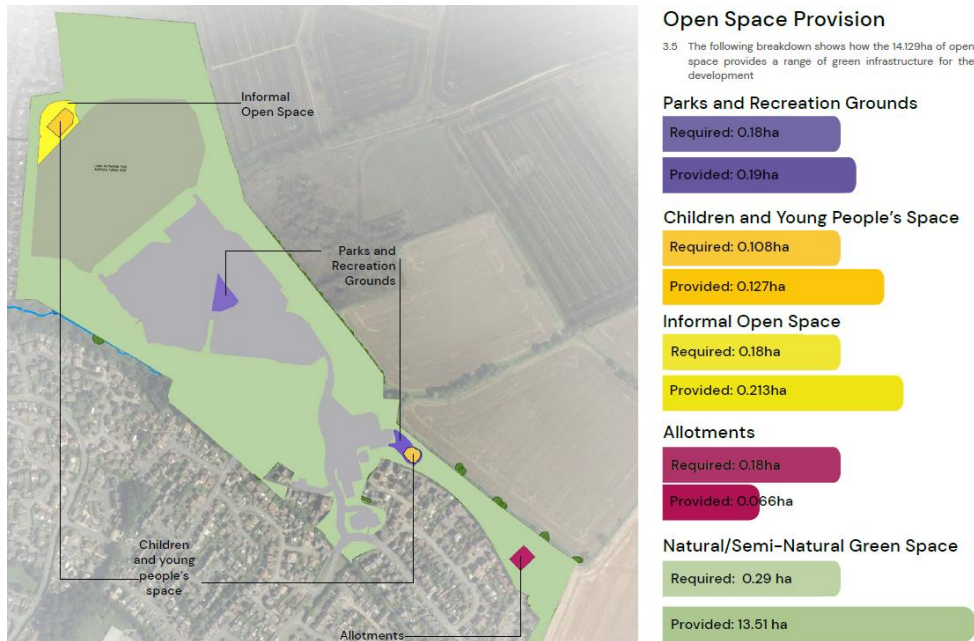 Informal
Open Space
Parks and
Recreation
Grounds
Children
and young
people's
space
Allotments
Open Space Provision
3.5 The following breakdown shows how the 14.129ha of open
space provides a range of green infrastructure for the
development
Parks and Recreation Grounds
Required: 0.18ha
Provided: 0.19ha
Children and Young People's Space
Required: 0.108ha
Provided: 0.127ha
Informal Open Space
Required: 0.18ha
Provided: 0.213ha
Allotments
Required: 0.18ha
Provided: 0.066ha
Natural/Semi-Natural Green Space
Required: 0.29 ha
Provided: 13.51 ha